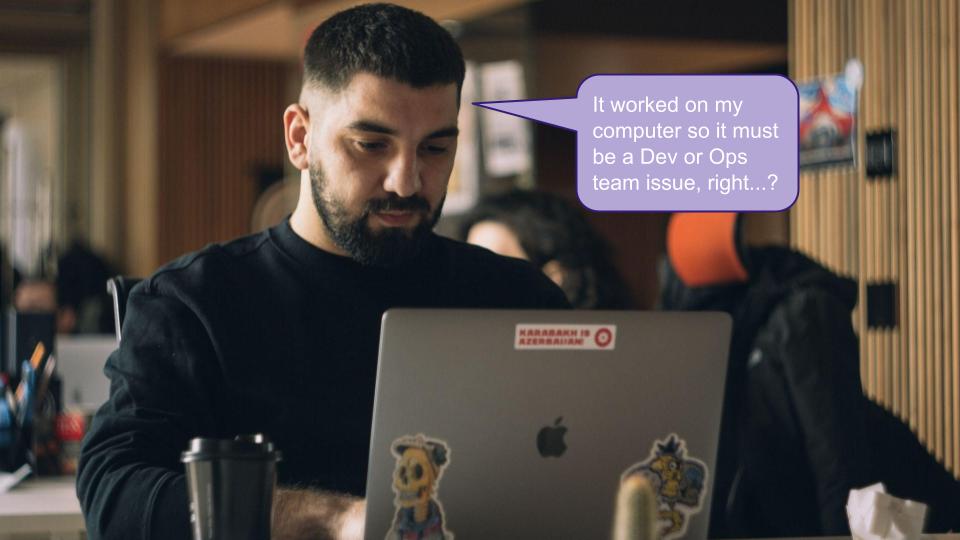 It worked on my
computer so it must
be a Dev or Ops
team issue, right...?
KARABAKH IS
AZERBAIJAN!